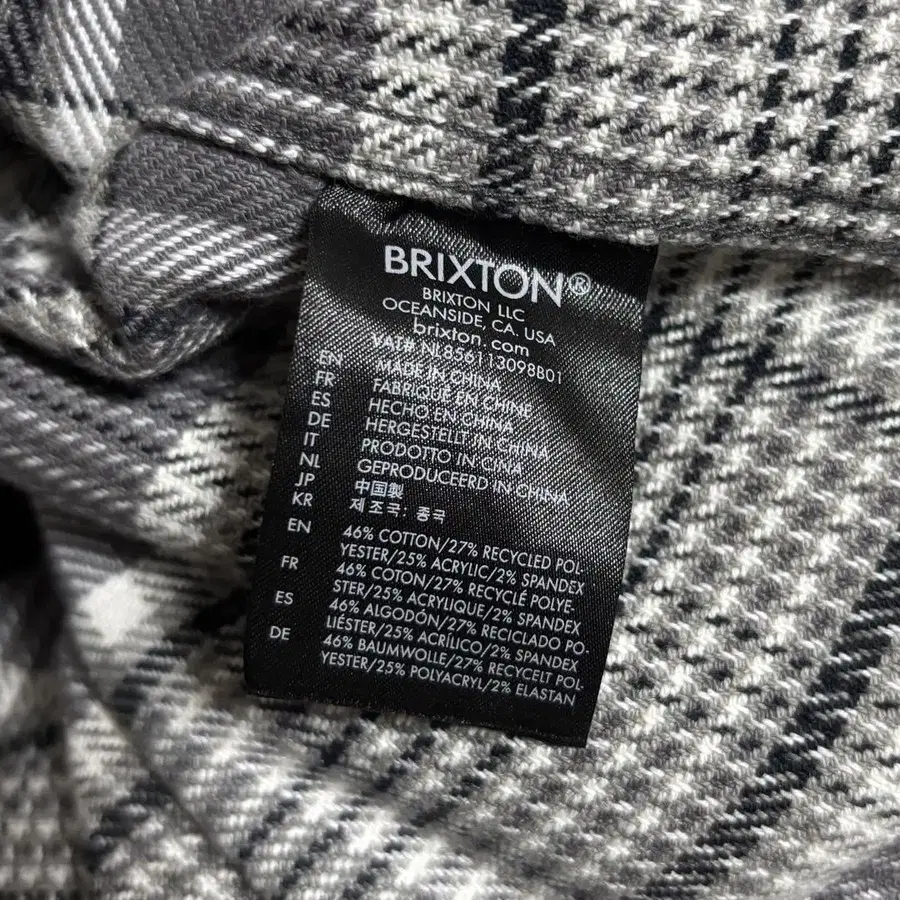 BRIXTON®
BRIXTON LLC
OCEANSIDE, CA. USA
brixton.com
VAT# NL856113098B01
EN MADE IN CHINA
FR FABRIQUÉ EN CHINE
ES HECHO EN CHINA
DE HERGESTELLT IN CHINA
IT PRODOTTO IN CINA
NL GEPRODUCEERD IN CHINA
JP 中国製
KR 제조국: 중국
EN 46% COTTON/27% RECYCLED POL-
YESTER/25% ACRYLIC/2% SPANDEX
FR 46% COTON/27% RECYCLÉ POLYE-
STER/25% ACRYLIQUE/2% SPANDEX
ES 46% ALGODÓN/27% RECICLADO PO-
LIÉSTER/25% ACRÍLICO/2% SPANDEX
DE 46% BAUMWOLLE/27% RECYCELT POL-
YESTER/25% POLYACRYL/2% ELASTAN